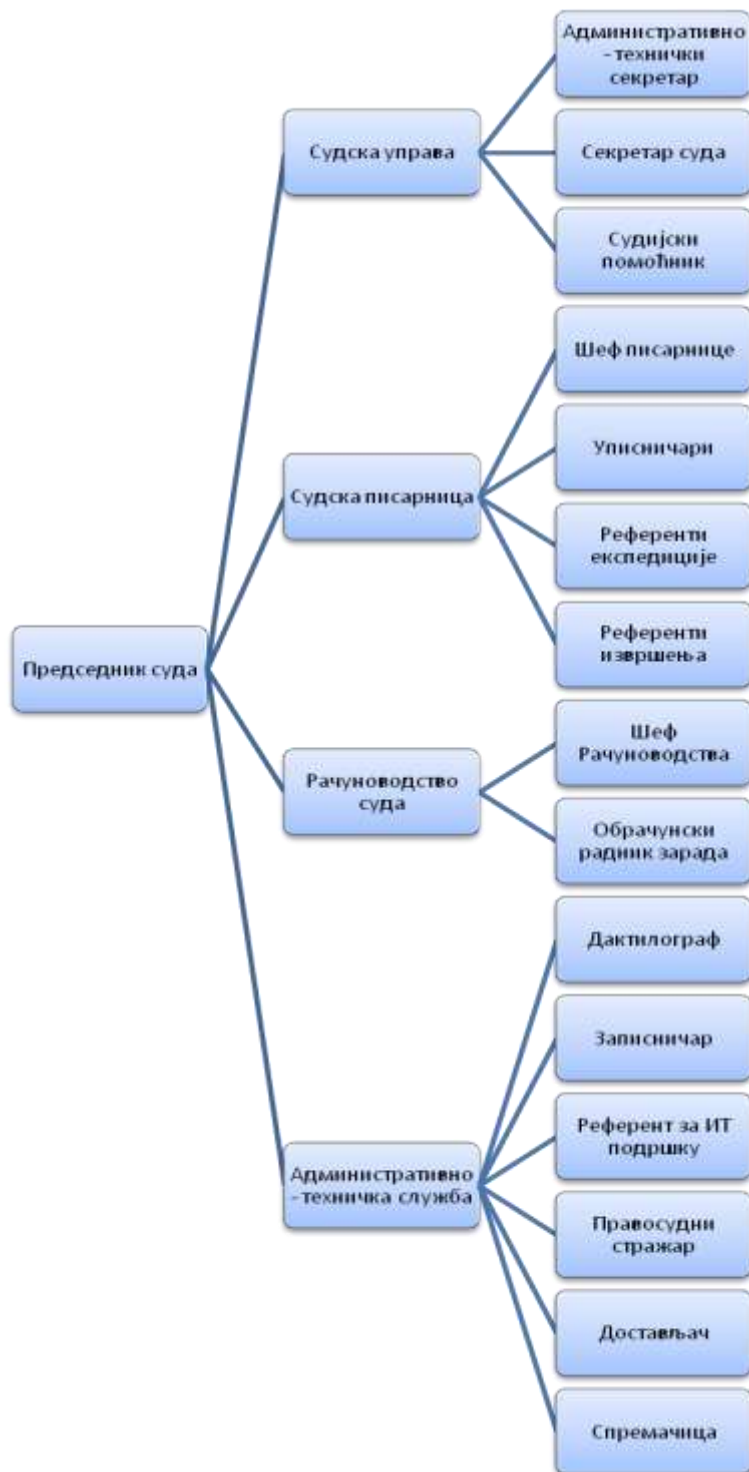 Административно
-технички
секретар
Судска управа
Секретар суда
Судијски
помоћник
Шеф писарнице
Уписничари
Судска писарница
Референти
експедиције
Референти
извршења
Председник суда
Шеф
Рачуноводства
Рачуноводство
суда
Обрачунски
радник зарада
Дактилограф
Записничар
Референт за ИТ
подршку
Административно
-техничка служба
Правосудни
стражар
Достављач
Спремачица